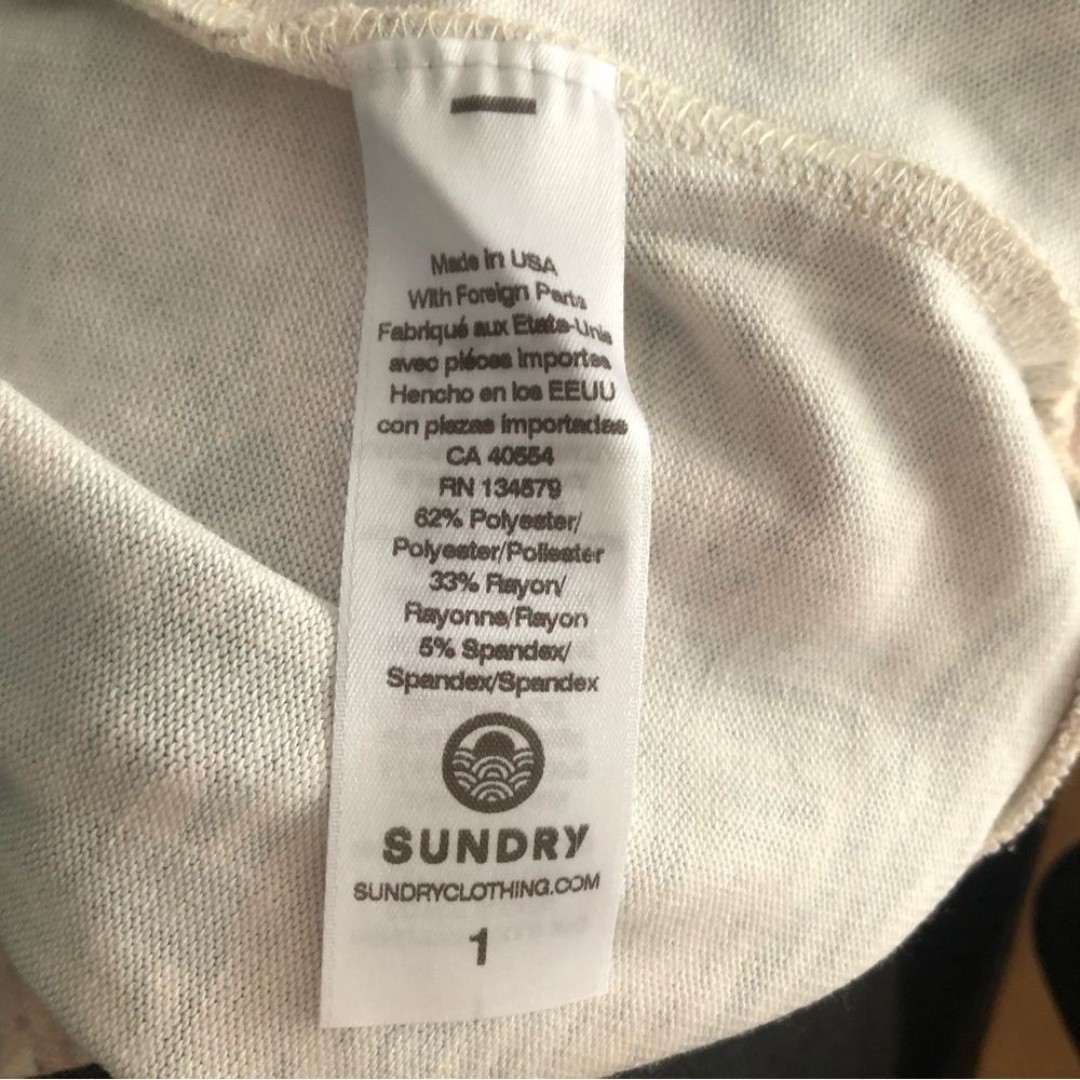 Made in USA
With Foreign Parts
Fabriqué aux Etats-Unis
avec piéces importes
Hencho en los EEUU
con piezas importadas
CA 40554
RN 134579
62% Polyester/
Polyester/Poliester
33% Rayon/
Rayonne/Rayon
5% Spandex/
Spandex/Spandex
SUNDRY
SUNDRYCLOTHING.COM
1